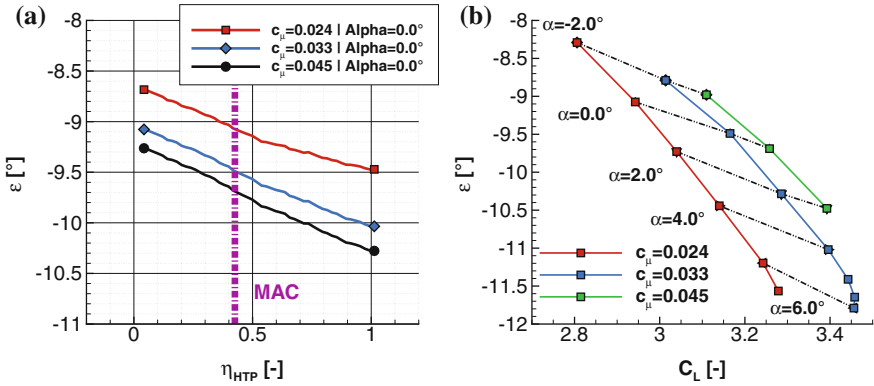 (a)
c_μ=0.024 | Alpha=0.0°
c_μ=0.033 | Alpha=0.0°
c_μ=0.045 | Alpha=0.0°
-8
-8.5
-9
-9.5
-10
-10.5
-11
ε [°]
MAC
0
0.5
1
η_HTP [-]
(b)
-8
-8.5
-9
-9.5
-10
-10.5
-11
-11.5
-12
ε [°]
α=-2.0°
α=0.0°
α=2.0°
α=4.0°
α=6.0°
c_μ=0.024
c_μ=0.033
c_μ=0.045
2.8
3
3.2
3.4
C_L [-]